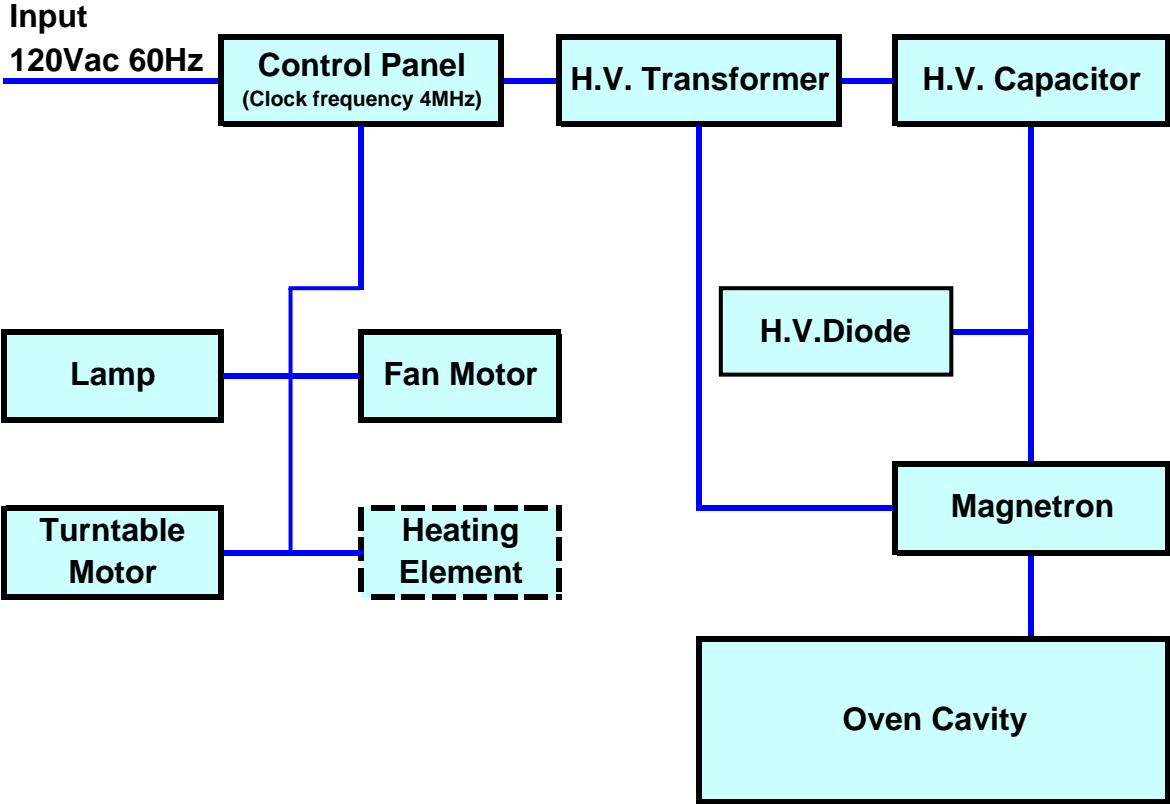 Input
120Vac 60Hz
Control Panel
(Clock frequency 4MHz)
H.V. Transformer
H.V. Capacitor
H.V.Diode
Lamp
Fan Motor
Magnetron
Turntable
Motor
Heating
Element
Oven Cavity